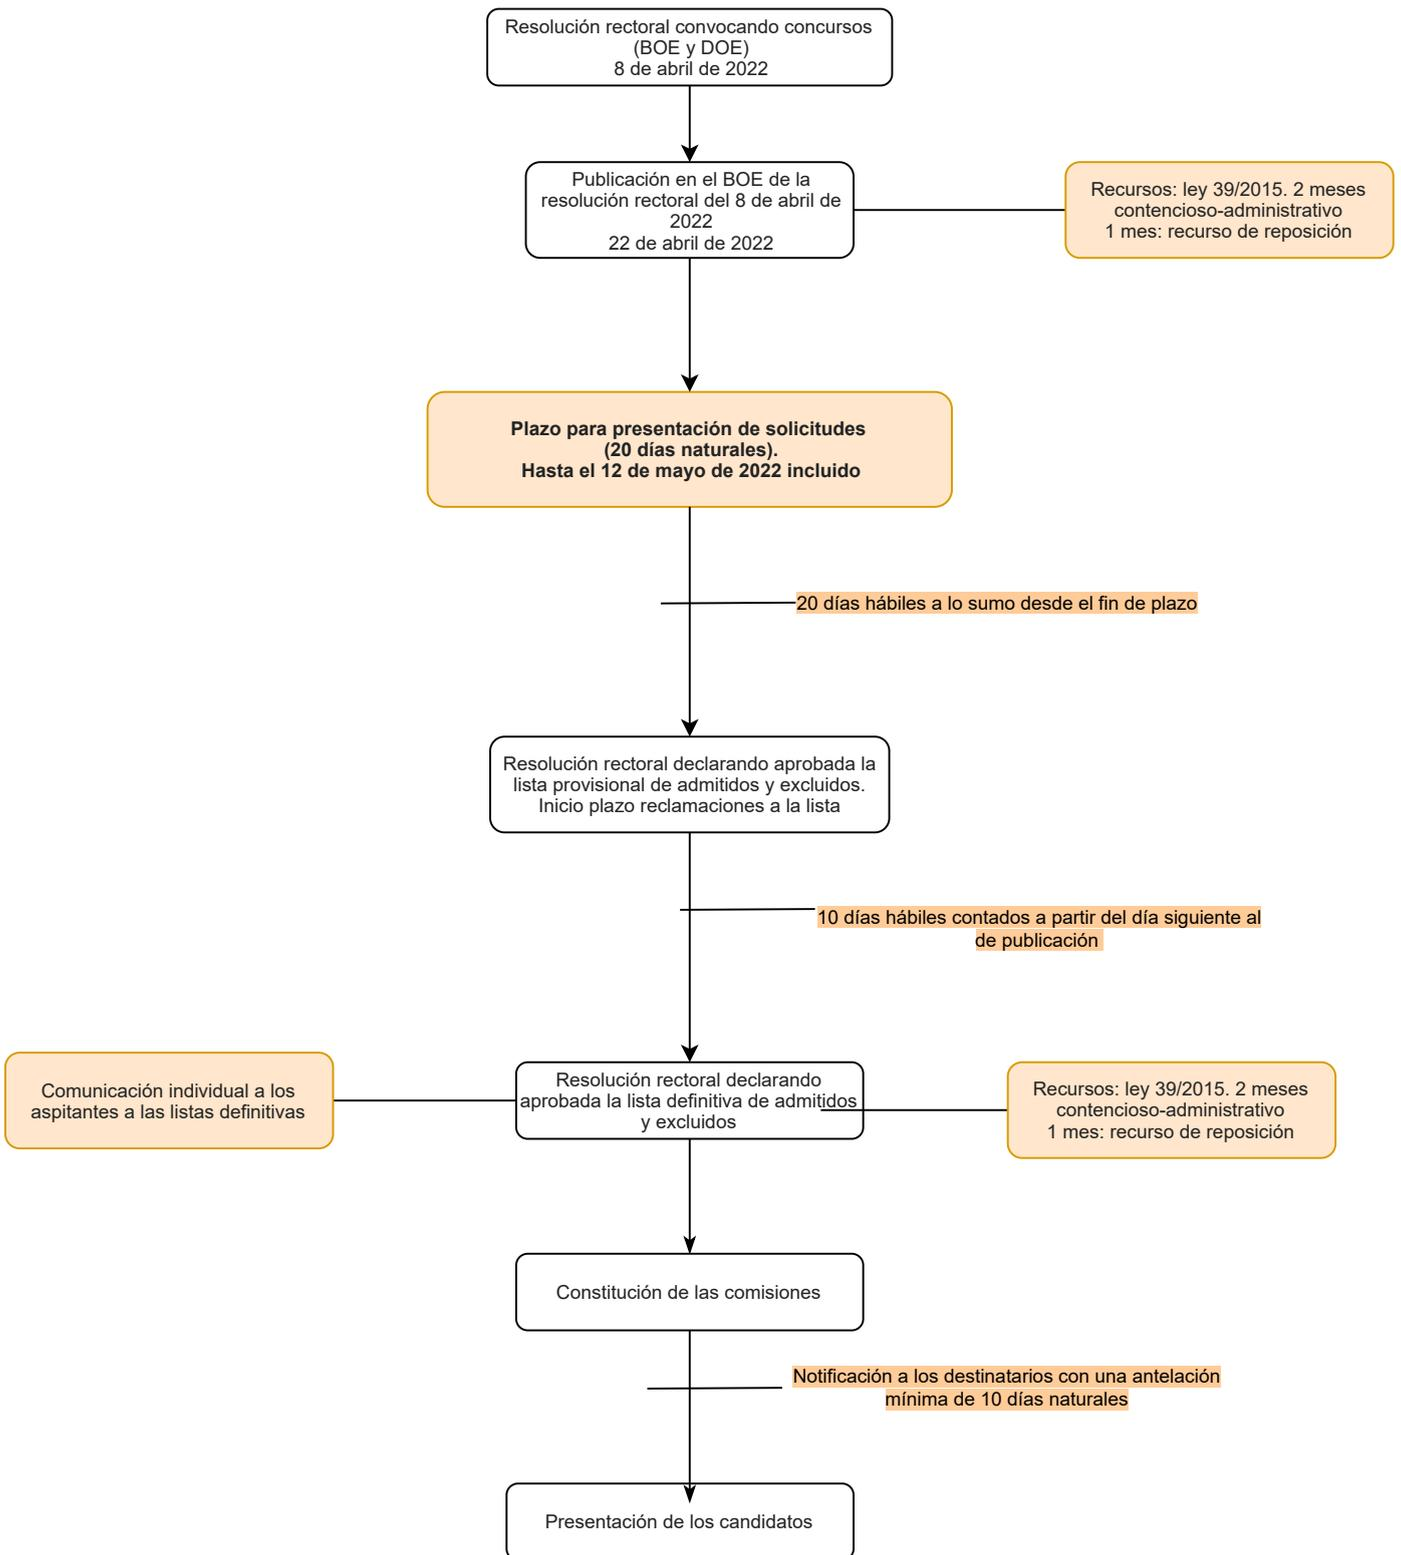 Resolución rectoral convocando concursos
(BOE y DOE)
8 de abril de 2022
Publicación en el BOE de la
resolución rectoral del 8 de abril de
2022
22 de abril de 2022
Recursos: ley 39/2015. 2 meses
contencioso-administrativo
1 mes: recurso de reposición
Plazo para presentación de solicitudes
(20 días naturales).
Hasta el 12 de mayo de 2022 incluido
20 días hábiles a lo sumo desde el fin de plazo
Resolución rectoral declarando aprobada la
lista provisional de admitidos y excluidos.
Inicio plazo reclamaciones a la lista
10 días hábiles contados a partir del día siguiente al
de publicación
Comunicación individual a los
aspitantes a las listas definitivas
Resolución rectoral declarando
aprobada la lista definitiva de admitidos
y excluidos
Recursos: ley 39/2015. 2 meses
contencioso-administrativo
1 mes: recurso de reposición
Constitución de las comisiones
Notificación a los destinatarios con una antelación
mínima de 10 días naturales
Presentación de los candidatos